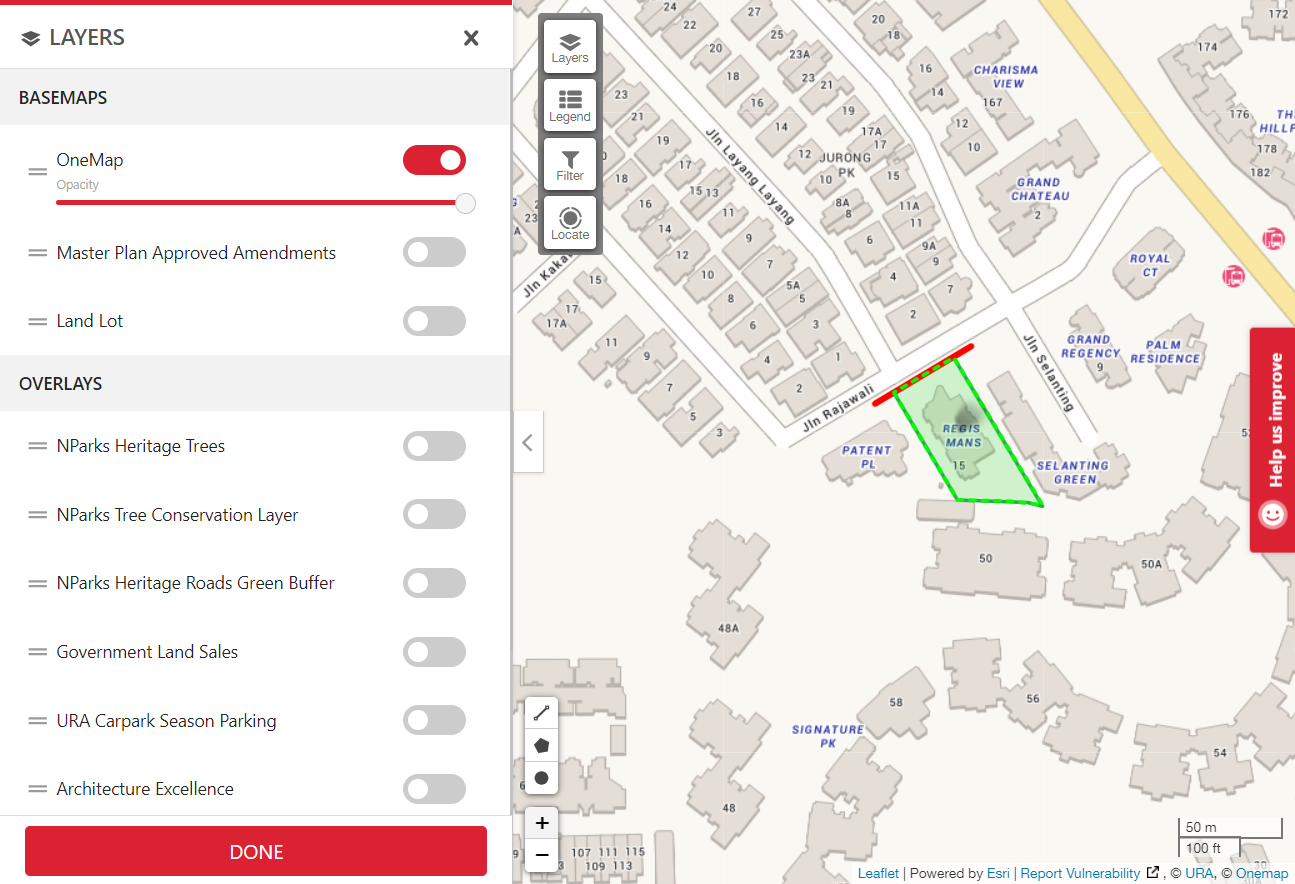 LAYERS
BASEMAPS
OneMap
Opacity
Master Plan Approved Amendments
Land Lot
OVERLAYS
NParks Heritage Trees
NParks Tree Conservation Layer
NParks Heritage Roads Green Buffer
Government Land Sales
URA Carpark Season Parking
Architecture Excellence
DONE
Layers
Legend
Filter
Locate
24
22
27
20
18
172
20
25
23A
174
18
23
21
16
CHARISMA
VIEW
14
167
23
16
19
176
21
14
17A
17
12
10
178
19
12
JURONG
PK
15
182
17
10
GRAND
CHATEAU
2
18
15
13
8A
8
11A
11
16
11
14
9
6
9A
9
12
7
ROYAL
CT
10
4
7
5A
5
8
2
3
6
1
4
2
Jln Layang Layang
23
15
17
17A
11
9
7
5
3
Jln Rajawali
Jln Selanting
GRAND
REGENCY
9
PALM
RESIDENCE
REGIS
MANS
15
PATENT
PL
SELANTING
GREEN
50
50A
48A
58
56
SIGNATURE
PK
54
48
107 111 115
109 113
+
−
Help us improve
50 m
100 ft
Leaflet | Powered by Esri | Report Vulnerability , © URA, © Onemap